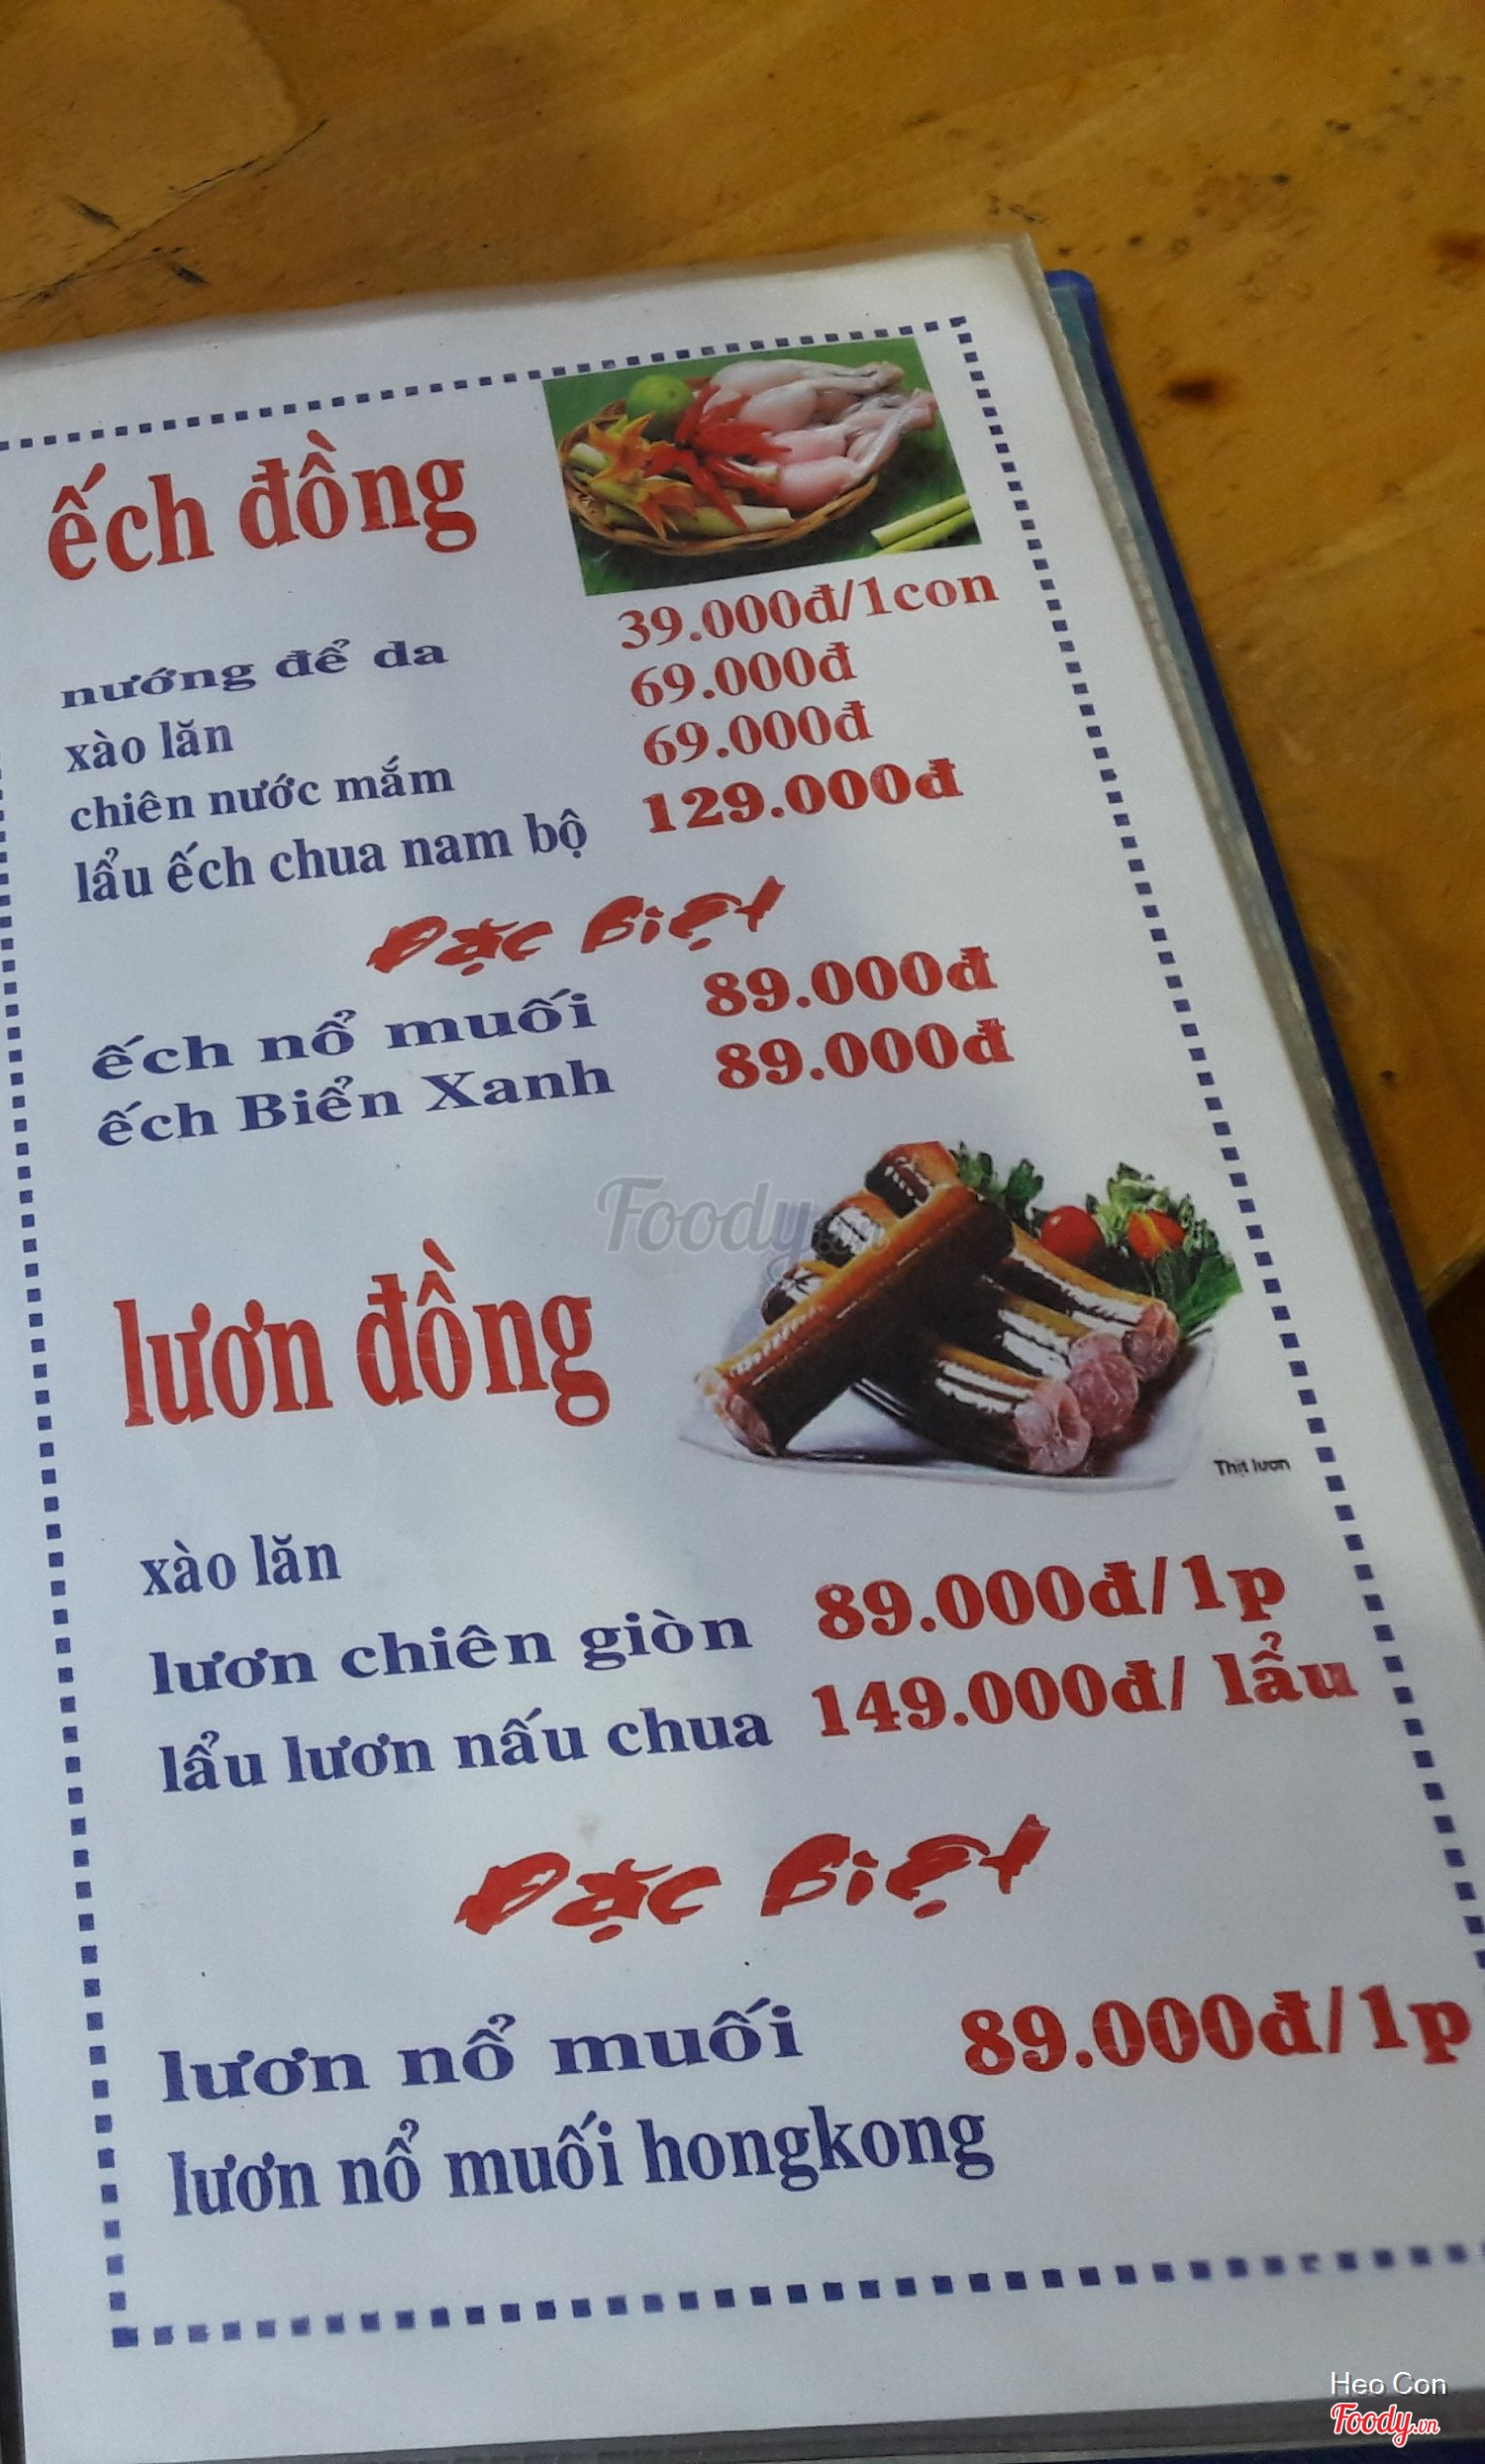 ếch đồng
nướng để da 39.000đ/1con
xào lăn 69.000đ
chiên nước mắm 69.000đ
lẩu ếch chua nam bộ 129.000đ
Đặc Biệt
ếch nổ muối 89.000đ
ếch Biển Xanh 89.000đ
Foody.vn
lươn đồng
Thịt lươn
xào lăn
lươn chiên giòn 89.000đ/1p
lẩu lươn nấu chua 149.000đ/ lẩu
Đặc Biệt
lươn nổ muối 89.000đ/1p
lươn nổ muối hongkong
Heo Con
Foody.vn